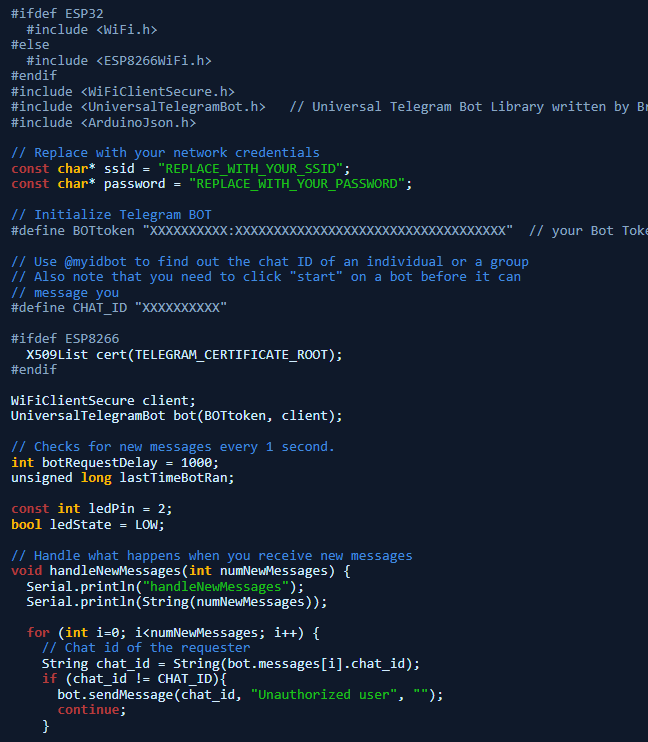 #ifdef ESP32
  #include <WiFi.h>
#else
  #include <ESP8266WiFi.h>
#endif
#include <WiFiClientSecure.h>
#include <UniversalTelegramBot.h>   // Universal Telegram Bot Library written by Br
#include <ArduinoJson.h>

// Replace with your network credentials
const char* ssid = "REPLACE_WITH_YOUR_SSID";
const char* password = "REPLACE_WITH_YOUR_PASSWORD";

// Initialize Telegram BOT
#define BOTtoken "XXXXXXXXXX:XXXXXXXXXXXXXXXXXXXXXXXXXXXXXXXXXXX"  // your Bot Toke

// Use @myidbot to find out the chat ID of an individual or a group
// Also note that you need to click "start" on a bot before it can
// message you
#define CHAT_ID "XXXXXXXXXX"

#ifdef ESP8266
  X509List cert(TELEGRAM_CERTIFICATE_ROOT);
#endif

WiFiClientSecure client;
UniversalTelegramBot bot(BOTtoken, client);

// Checks for new messages every 1 second.
int botRequestDelay = 1000;
unsigned long lastTimeBotRan;

const int ledPin = 2;
bool ledState = LOW;

// Handle what happens when you receive new messages
void handleNewMessages(int numNewMessages) {
  Serial.println("handleNewMessages");
  Serial.println(String(numNewMessages));

  for (int i=0; i<numNewMessages; i++) {
    // Chat id of the requester
    String chat_id = String(bot.messages[i].chat_id);
    if (chat_id != CHAT_ID){
      bot.sendMessage(chat_id, "Unauthorized user", "");
      continue;
    }